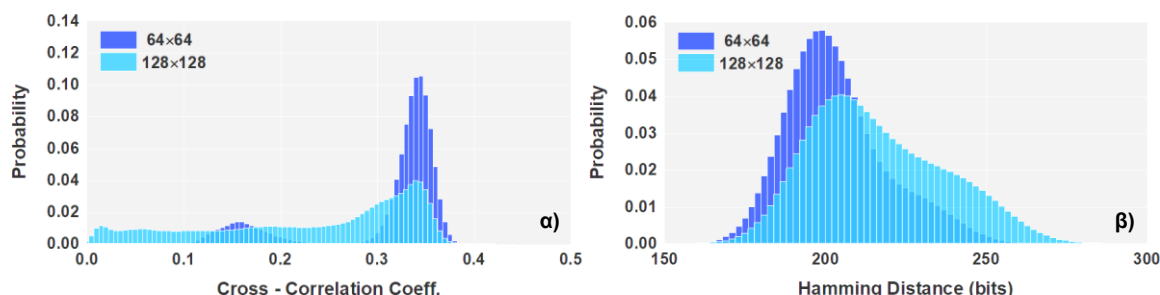 0.14
0.12
0.10
0.08
0.06
0.04
0.02
0.00
Probability
64×64
128×128
α)
0.0 0.1 0.2 0.3 0.4 0.5
Cross - Correlation Coeff.
0.06
0.05
0.04
0.03
0.02
0.01
0.00
Probability
64×64
128×128
β)
150 200 250 300
Hamming Distance (bits)